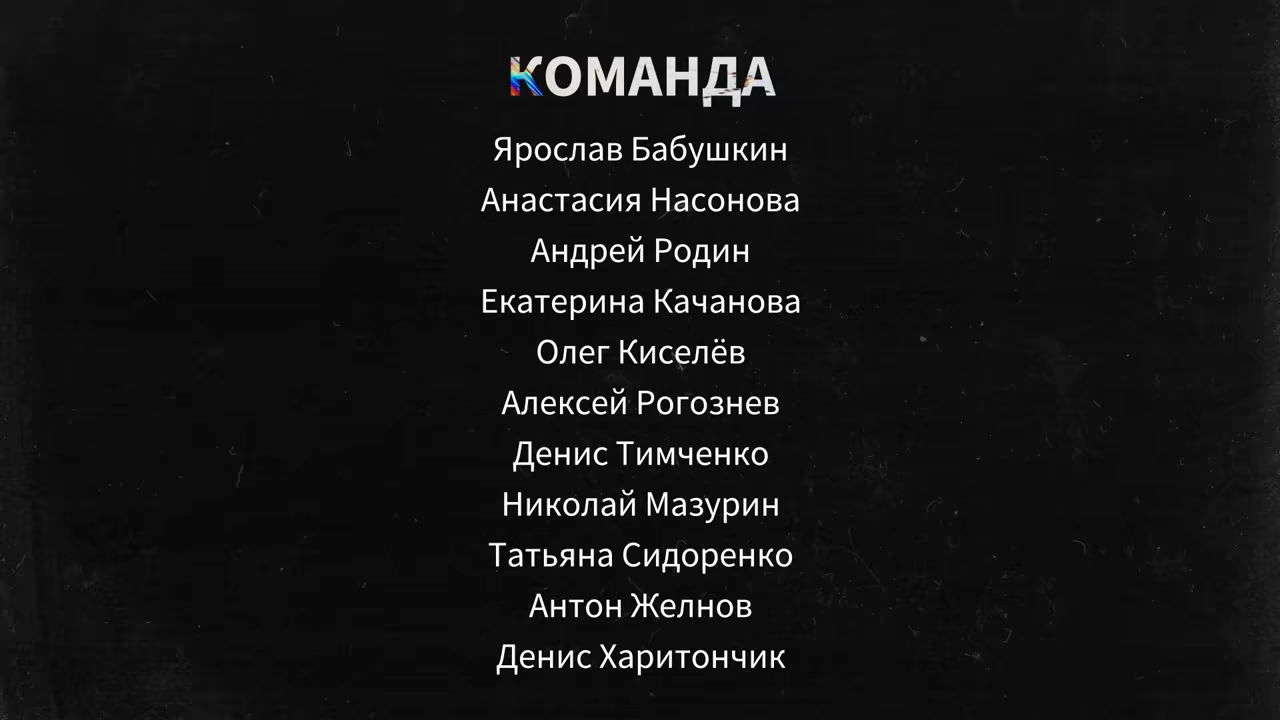 КОМАНДА
Ярослав Бабушкин
Анастасия Насонова
Андрей Родин
Екатерина Качанова
Олег Киселёв
Алексей Рогознев
Денис Тимченко
Николай Мазурин
Татьяна Сидоренко
Антон Желнов
Денис Харитончик